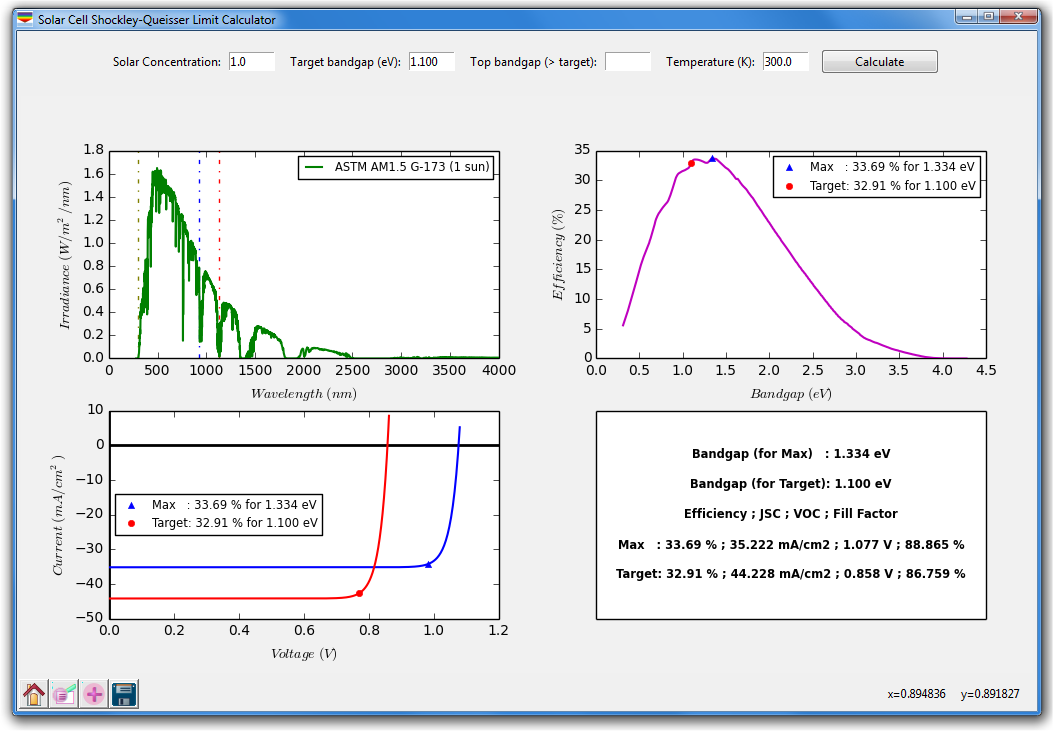 Solar Cell Shockley-Queisser Limit Calculator
Solar Concentration: 1.0 Target bandgap (eV): 1.100 Top bandgap (> target): Temperature (K): 300.0 Calculate
1.8
1.6
1.4
1.2
1.0
0.8
0.6
0.4
0.2
0.0
Irradiance (W/m² /nm)
ASTM AM1.5 G-173 (1 sun)
0 500 1000 1500 2000 2500 3000 3500 4000
Wavelength (nm)
35
30
25
20
15
10
5
0
Efficiency (%)
Max : 33.69 % for 1.334 eV
Target: 32.91 % for 1.100 eV
0.0 0.5 1.0 1.5 2.0 2.5 3.0 3.5 4.0 4.5
Bandgap (eV)
10
0
−10
−20
−30
−40
−50
Current (mA/cm² )
Max : 33.69 % for 1.334 eV
Target: 32.91 % for 1.100 eV
0.0 0.2 0.4 0.6 0.8 1.0 1.2
Voltage (V)
Bandgap (for Max) : 1.334 eV
Bandgap (for Target): 1.100 eV
Efficiency ; JSC ; VOC ; Fill Factor
Max : 33.69 % ; 35.222 mA/cm2 ; 1.077 V ; 88.865 %
Target: 32.91 % ; 44.228 mA/cm2 ; 0.858 V ; 86.759 %
x=0.894836 y=0.891827